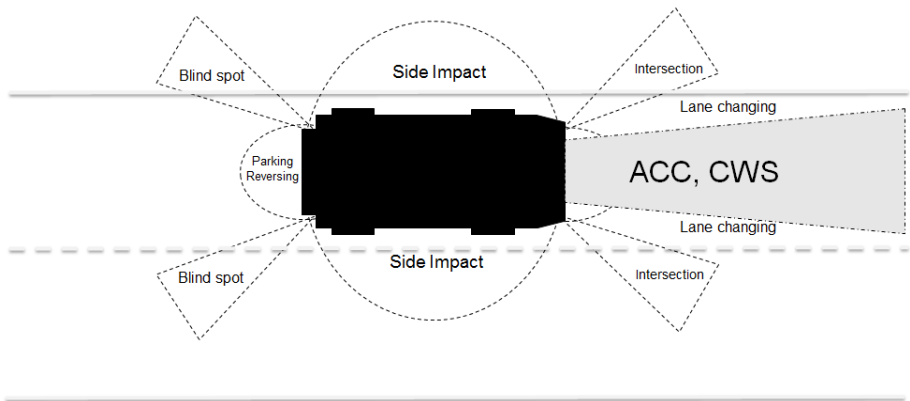 Blind spot
Side Impact
Intersection
Lane changing
Parking
Reversing
ACC, CWS
Lane changing
Blind spot
Side Impact
Intersection